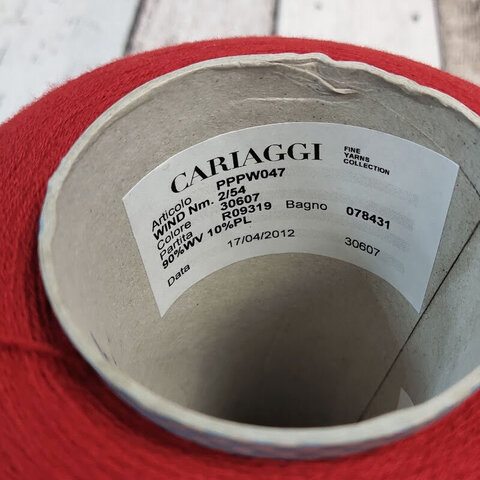 CARIAGGI
FINE
YARNS
COLLECTION
Articolo PPPW047
WIND Nm. 2/54
Colore 30607
Partita R09319 Bagno 078431
90%WV 10%PL
Data 17/04/2012 30607